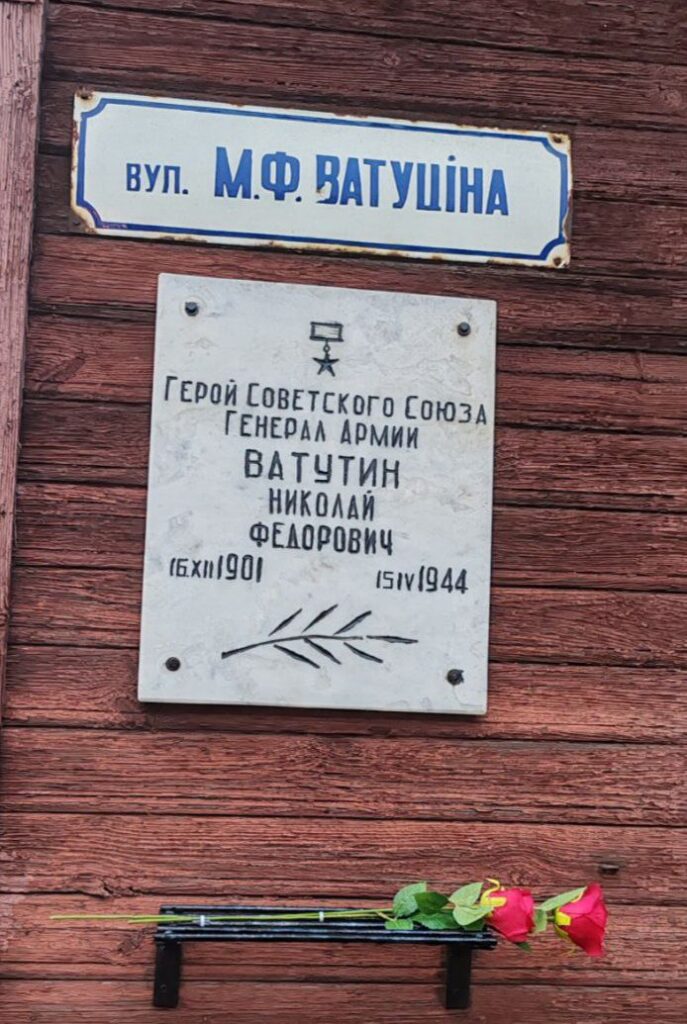 вул. М.Ф. ВАТУЦІНА
Герой Советского Союза
Генерал Армии
ВАТУТИН
НИКОЛАЙ
ФЕДОРОВИЧ
16.XII 1901 15 IV 1944